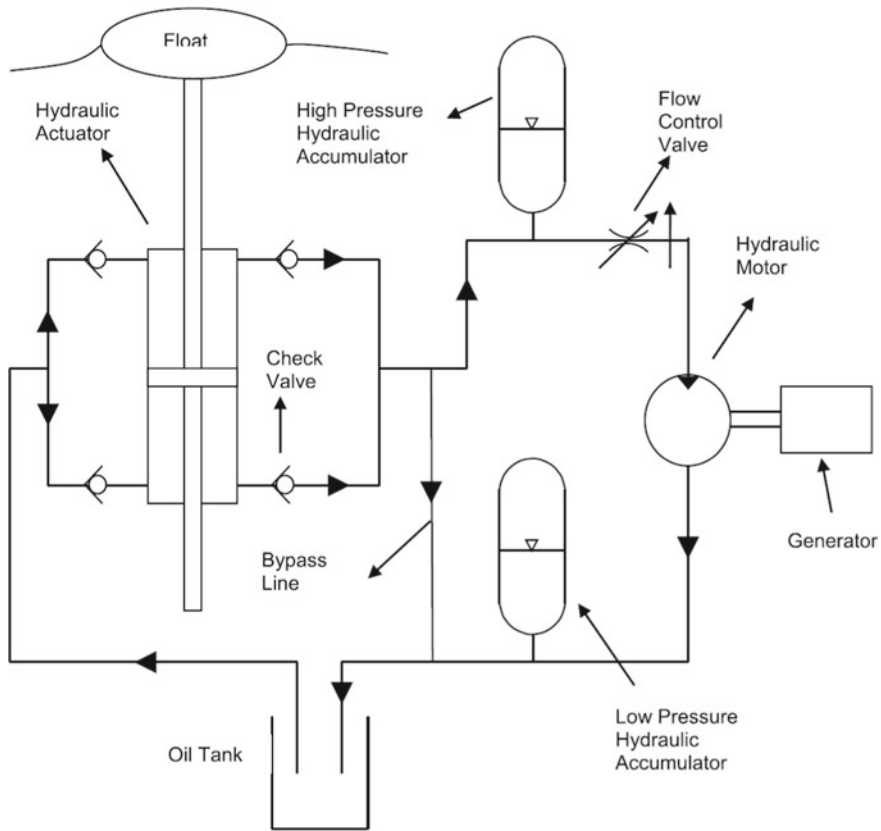 Float
Hydraulic
Actuator
High Pressure
Hydraulic
Accumulator
Flow
Control
Valve
Hydraulic
Motor
Check
Valve
Bypass
Line
Generator
Low Pressure
Hydraulic
Accumulator
Oil Tank